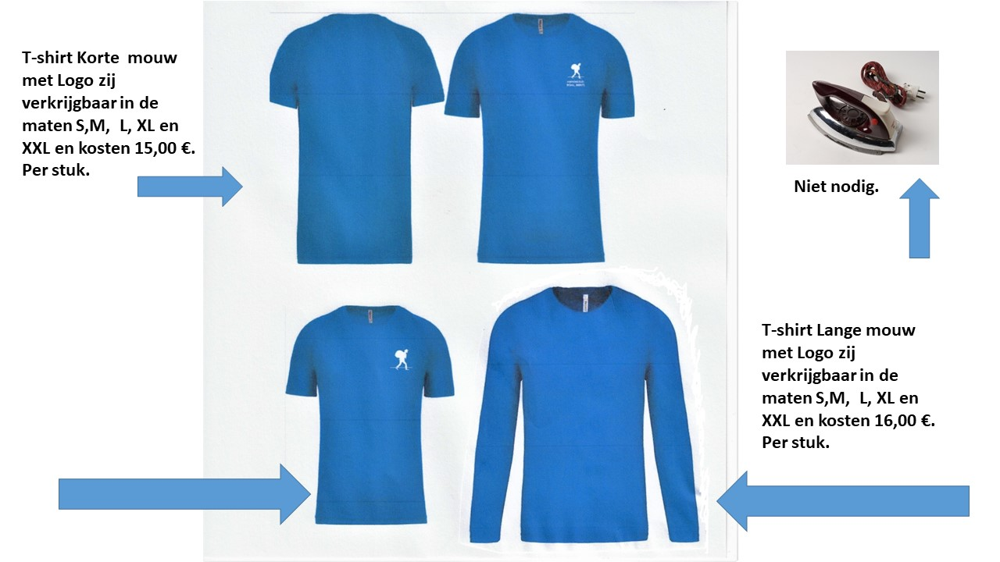 T-shirt Korte  mouw
met Logo zij
verkrijgbaar in de
maten S,M,  L, XL en
XXL en kosten 15,00 €.
Per stuk.
Niet nodig.
T-shirt Lange mouw
met Logo zij
verkrijgbaar in de
maten S,M,  L, XL en
XXL en kosten 16,00 €.
Per stuk.